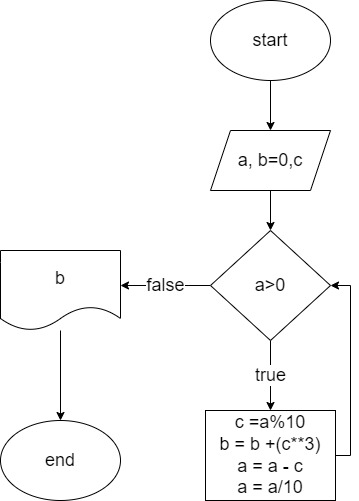 start
a, b=0,c
a>0
false
b
true
c =a%10
b = b +(c**3)
a = a - c
a = a/10
end